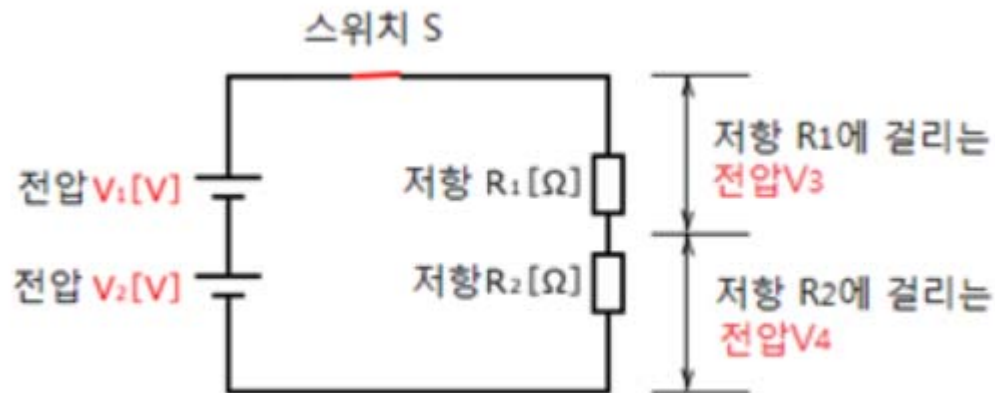 스위치 S
전압 V₁[V]
전압 V₂[V]
저항 R₁[Ω]
저항R₂[Ω]
저항 R1에 걸리는
전압V3
저항 R2에 걸리는
전압V4